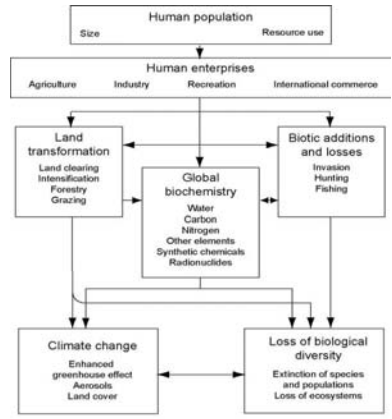 Human population
Size Resource use
Human enterprises
Agriculture Industry Recreation International commerce
Land
transformation
Land clearing
Intensification
Forestry
Grazing
Global
biochemistry
Water
Carbon
Nitrogen
Other elements
Synthetic chemicals
Radionuclides
Biotic additions
and losses
Invasion
Hunting
Fishing
Climate change
Enhanced
greenhouse effect
Aerosols
Land cover
Loss of biological
diversity
Extinction of species
and populations
Loss of ecosystems